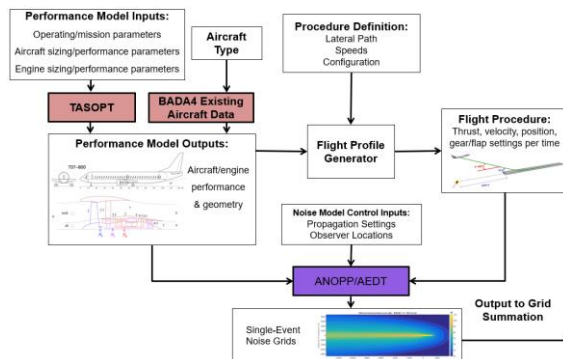 Performance Model Inputs:
Operating/mission parameters
Aircraft sizing/performance parameters
Engine sizing/performance parameters
Aircraft
Type
Procedure Definition:
Lateral Path
Speeds
Configuration
TASOPT
BADA4 Existing
Aircraft Data
Performance Model Outputs:
Aircraft/engine
performance
& geometry
Flight Profile
Generator
Flight Procedure:
Thrust, velocity, position,
gear/flap settings per time
Noise Model Control Inputs:
Propagation Settings
Observer Locations
ANOPP/AEDT
Single-Event
Noise Grids
Output to Grid
Summation